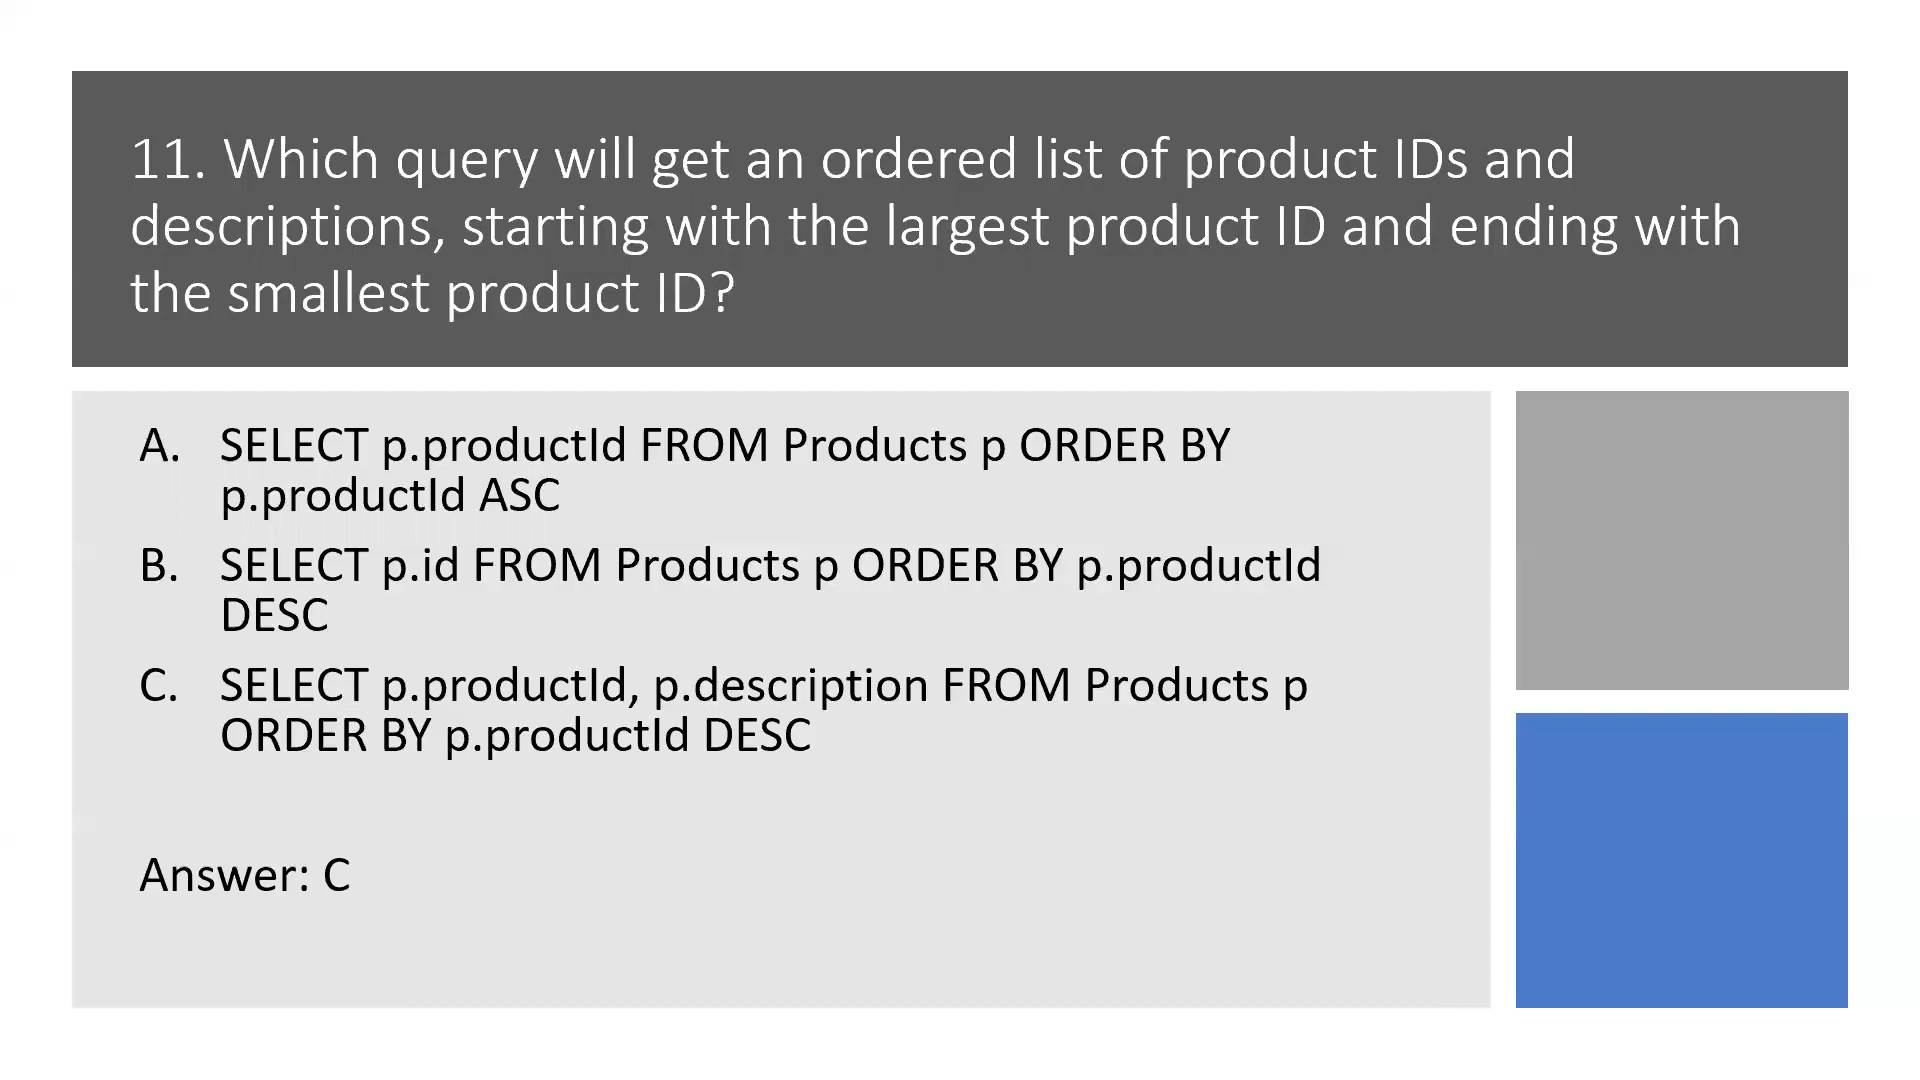 11. Which query will get an ordered list of product IDs and
descriptions, starting with the largest product ID and ending with
the smallest product ID?
A. SELECT p.productId FROM Products p ORDER BY
p.productId ASC
B. SELECT p.id FROM Products p ORDER BY p.productId
DESC
C. SELECT p.productId, p.description FROM Products p
ORDER BY p.productId DESC
Answer: C